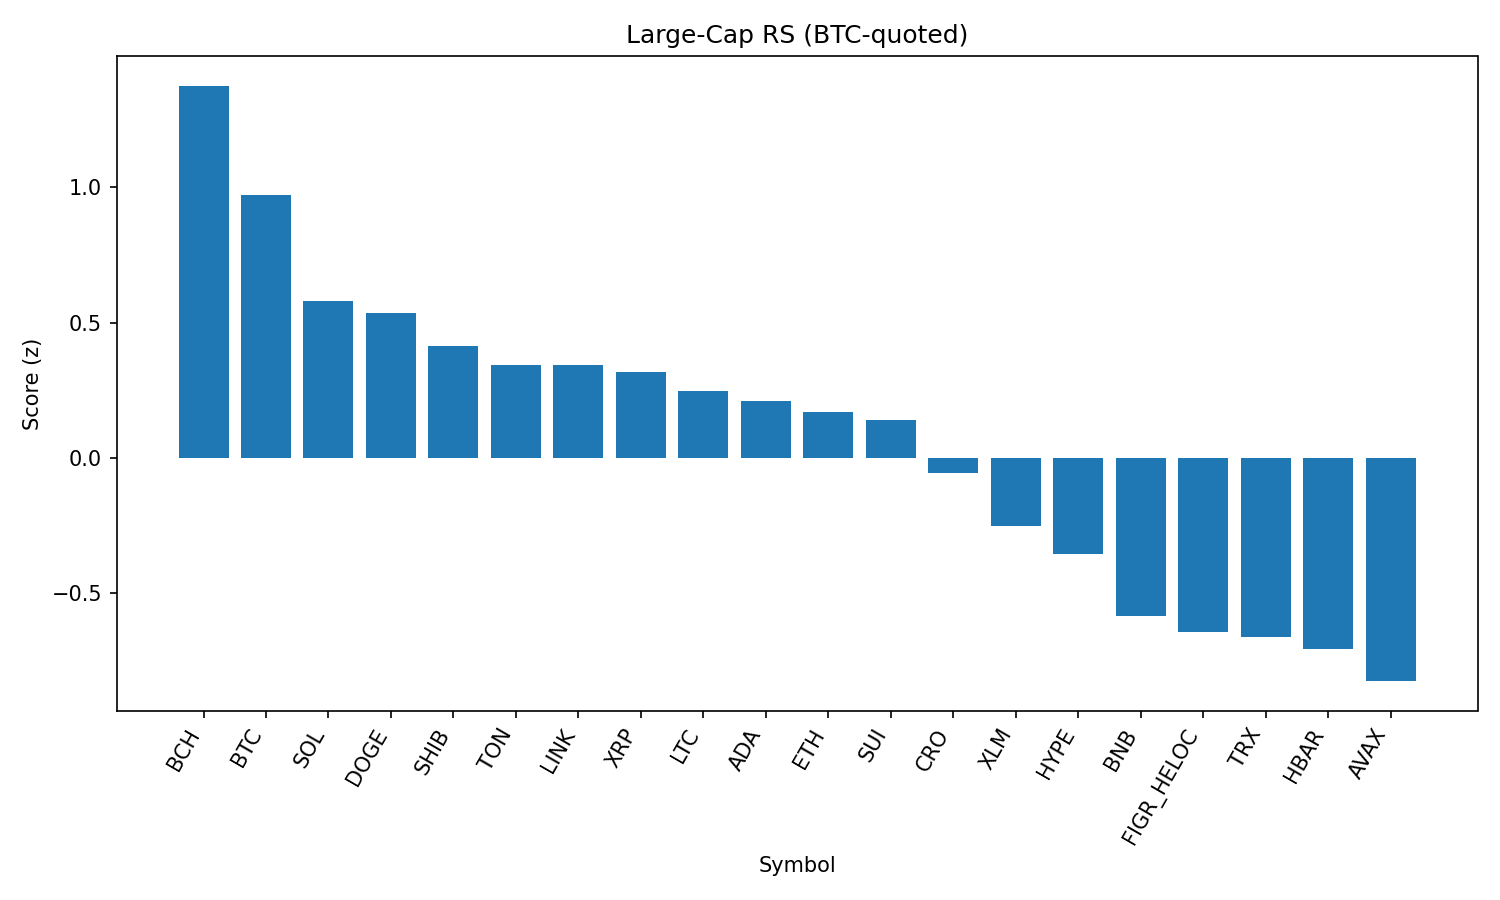 Large-Cap RS (BTC-quoted)
Score (z)
1.0
0.5
0.0
−0.5
BCH
BTC
SOL
DOGE
SHIB
TON
LINK
XRP
LTC
ADA
ETH
SUI
CRO
XLM
HYPE
BNB
FIGR_HELOC
TRX
HBAR
AVAX
Symbol